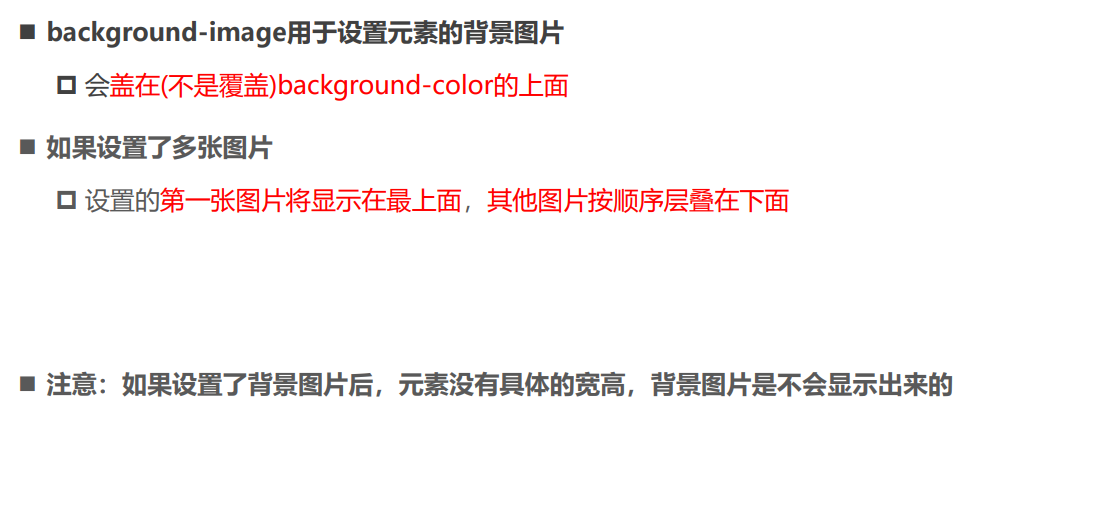 ■ background-image用于设置元素的背景图片
会盖在(不是覆盖)background-color的上面
■ 如果设置了多张图片
设置的第一张图片将显示在最上面，其他图片按顺序层叠在下面
■ 注意：如果设置了背景图片后，元素没有具体的宽高，背景图片是不会显示出来的